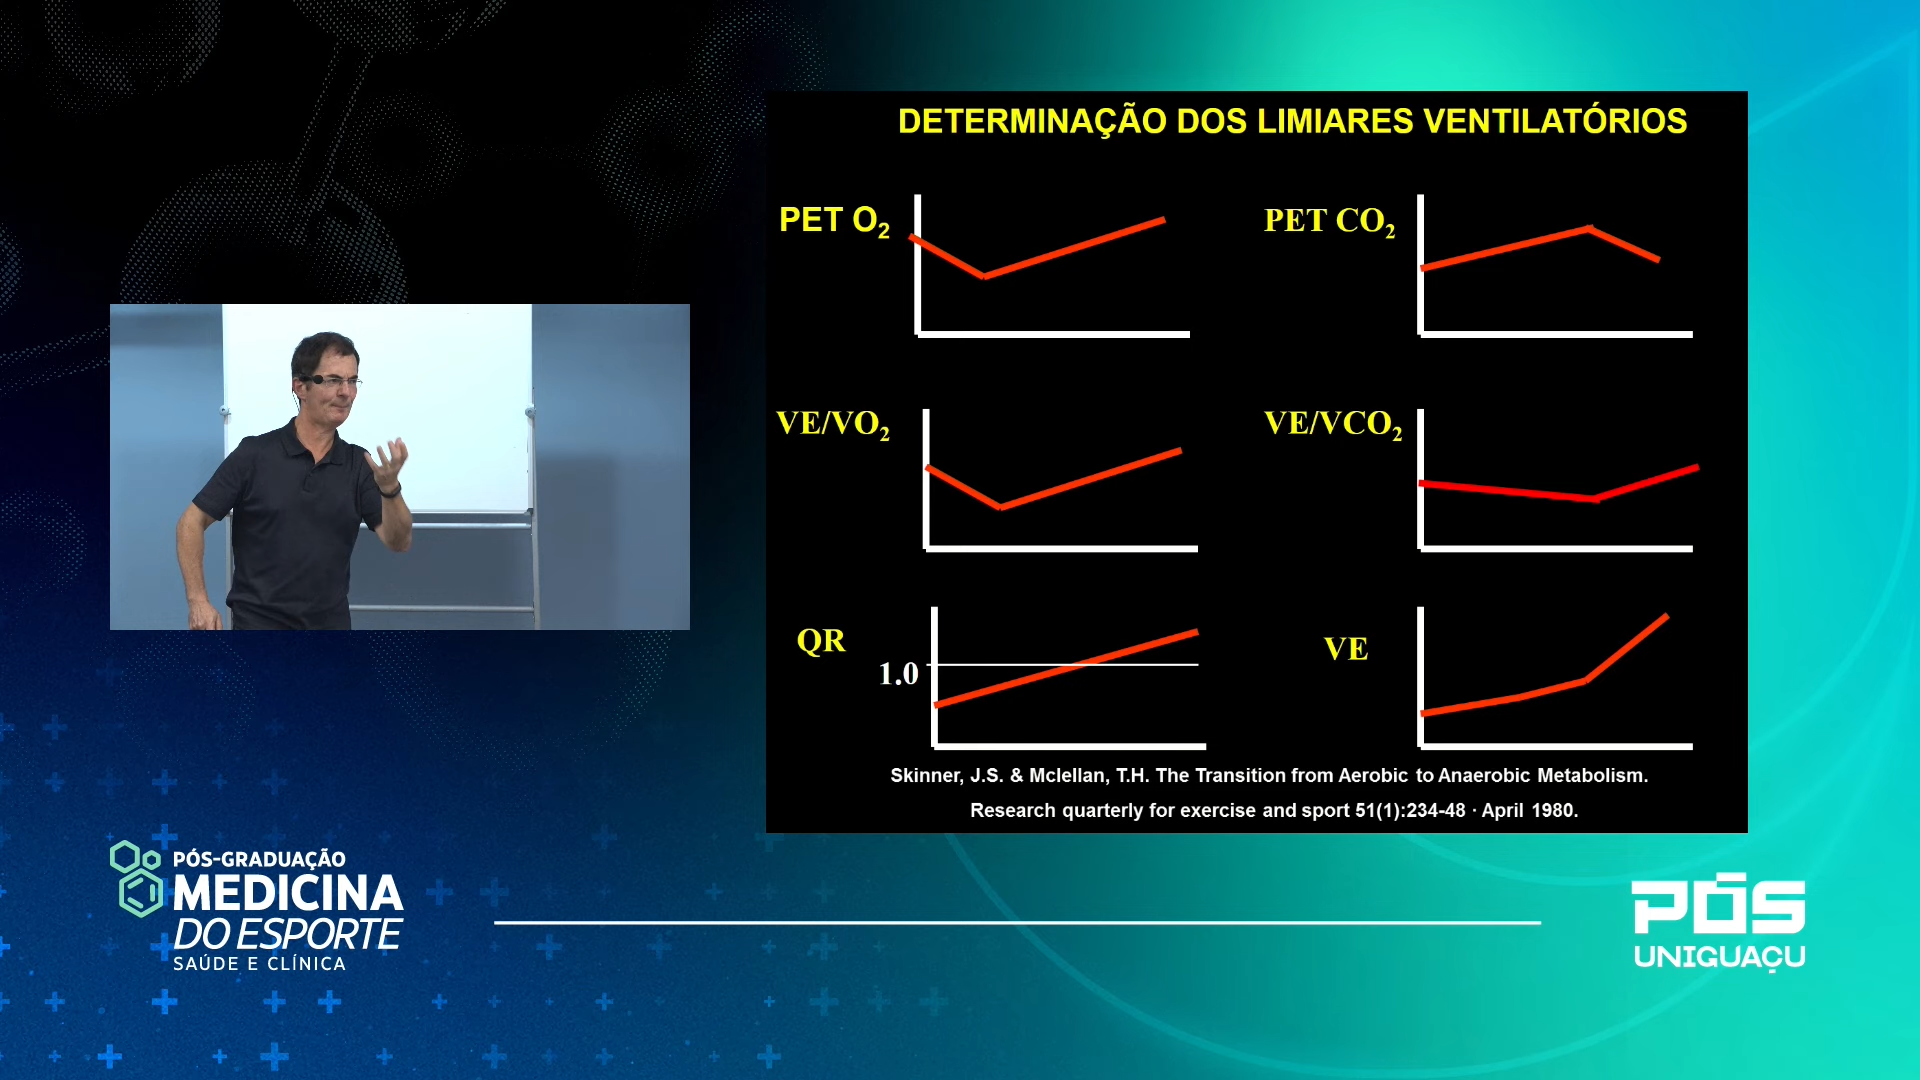 DETERMINAÇÃO DOS LIMIARES VENTILATÓRIOS
PET O₂
PET CO₂
VE/VO₂
VE/VCO₂
QR
1.0
VE
Skinner, J.S. & Mclellan, T.H. The Transition from Aerobic to Anaerobic Metabolism.
Research quarterly for exercise and sport 51(1):234-48 · April 1980.
PÓS-GRADUAÇÃO
MEDICINA
DO ESPORTE
SAÚDE E CLÍNICA
PÓS
UNIGUAÇU